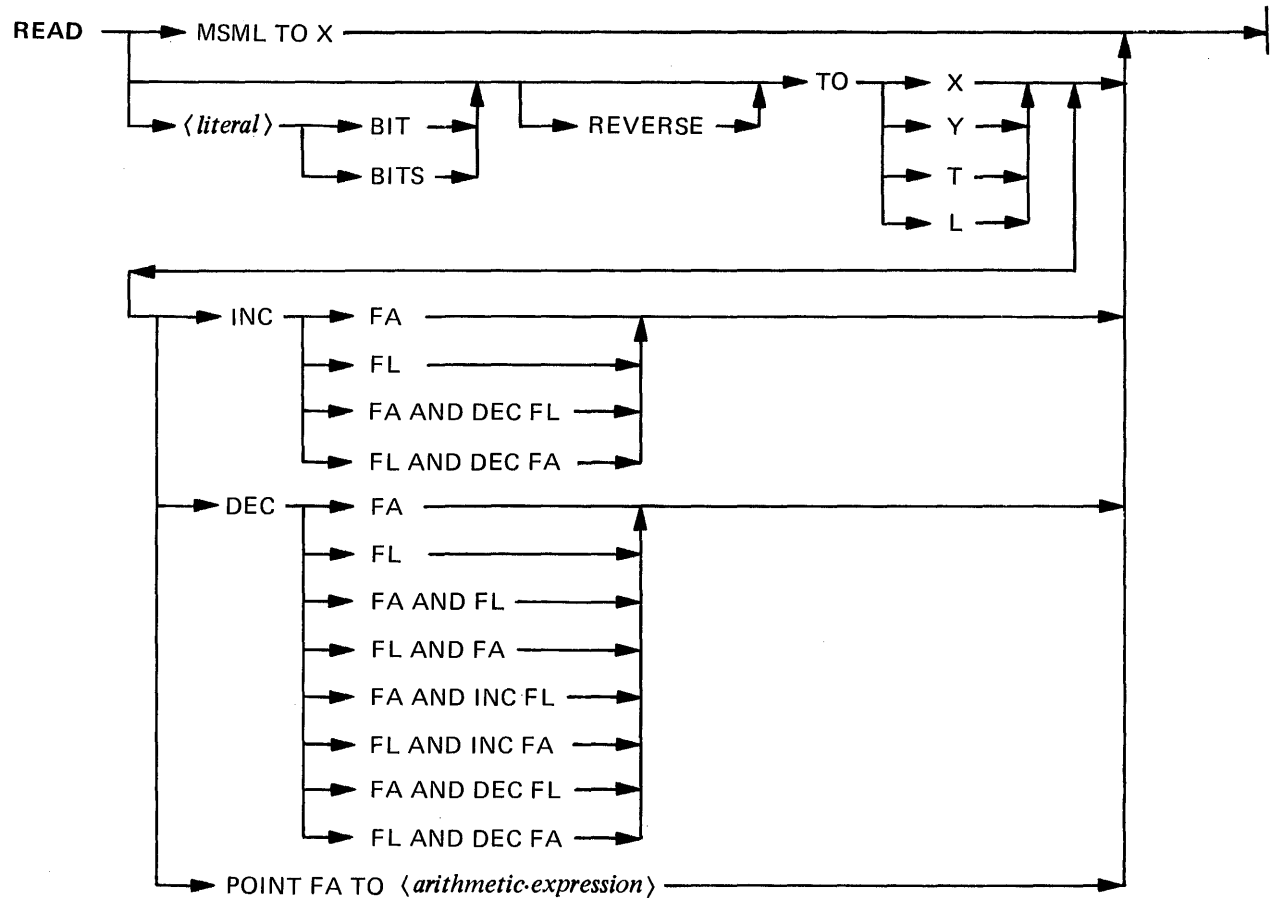 READ MSML TO X
TO X
⟨literal⟩ BIT REVERSE Y
BITS T
L
INC FA
FL
FA AND DEC FL
FL AND DEC FA
DEC FA
FL
FA AND FL
FL AND FA
FA AND INC FL
FL AND INC FA
FA AND DEC FL
FL AND DEC FA
POINT FA TO ⟨arithmetic·expression⟩